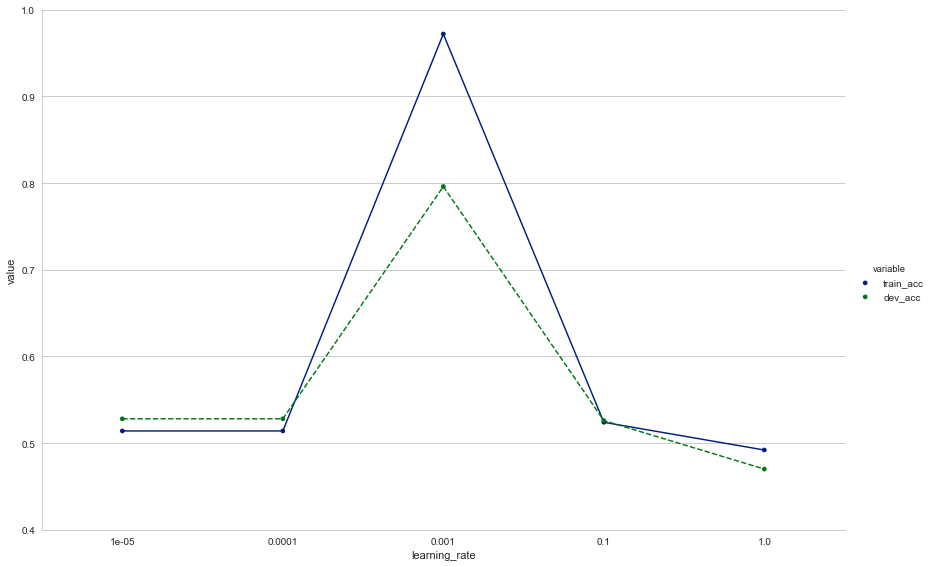 1.0
0.9
0.8
0.7
0.6
0.5
0.4
value
1e-05 0.0001 0.001 0.1 1.0
learning_rate
variable
train_acc
dev_acc